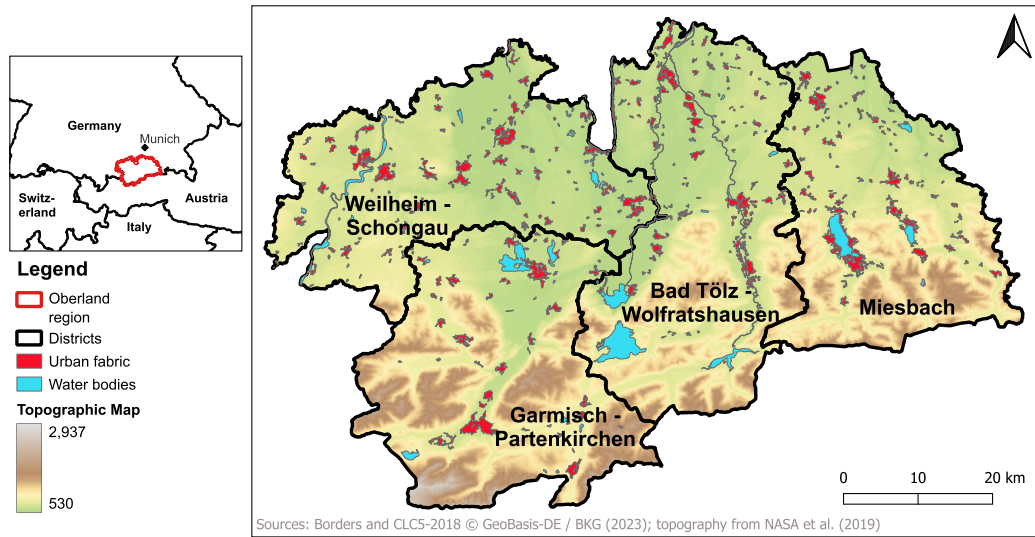 Germany
Munich
Switz-
erland
Austria
Italy
Legend
Oberland
region
Districts
Urban fabric
Water bodies
Topographic Map
2,937
530
Weilheim -
Schongau
Bad Tölz -
Wolfratshausen
Miesbach
Garmisch -
Partenkirchen
0 10 20 km
Sources: Borders and CLC5-2018 © GeoBasis-DE / BKG (2023); topography from NASA et al. (2019)